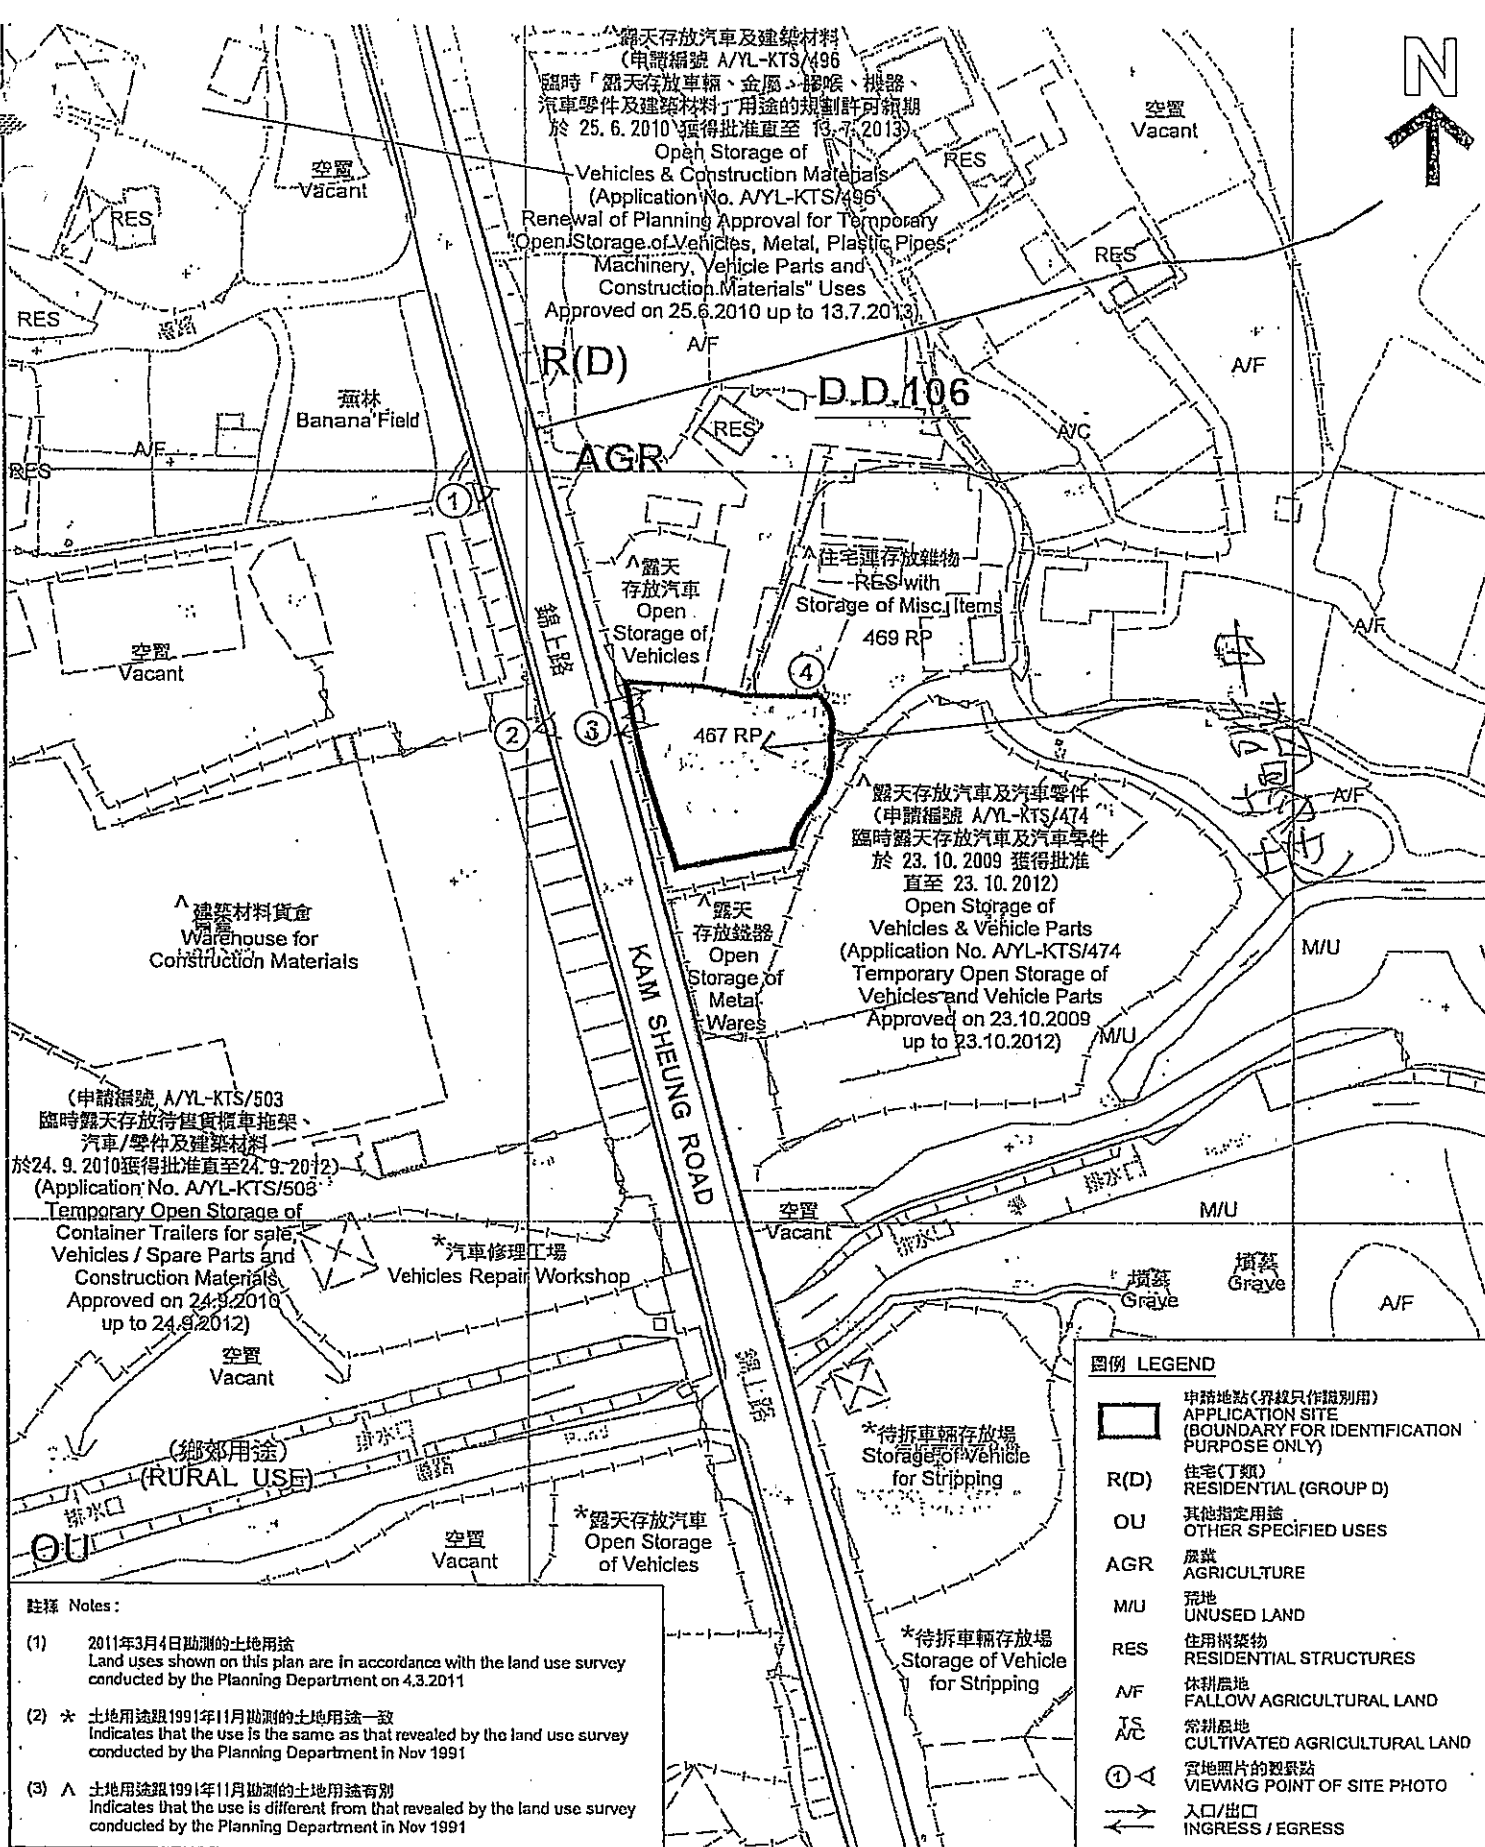 露天存放汽車及建築材料
(申請編號 A/YL-KTS/496
臨時「露天存放車輛、金屬、膠喉、機器、
汽車零件及建築材料」用途的規劃許可續期
於 25.6.2010 獲得批准直至 13.7.2013)
Open Storage of
Vehicles & Construction Materials
(Application No. A/YL-KTS/496
Renewal of Planning Approval for Temporary
"Open Storage of Vehicles, Metal, Plastic Pipes,
Machinery, Vehicle Parts and
Construction Materials" Uses
Approved on 25.6.2010 up to 13.7.2013)
N
空置
Vacant
空置
Vacant
RES
RES
RES
RES
道路
R(D)
A/F
A/F
D.D.106
蕉林
Banana Field
RES
A/C
A/F
RES
AGR
1
^露天
存放汽車
Open
Storage of
Vehicles
^住宅連存放雜物
RES with
Storage of Misc. Items
469 RP
錦上路
A/F
空置
Vacant
4
2
3
467 RP
A/F
^露天存放汽車及汽車零件
(申請編號 A/YL-KTS/474
臨時露天存放汽車及汽車零件
於 23.10.2009 獲得批准
直至 23.10.2012)
Open Storage of
Vehicles & Vehicle Parts
(Application No. A/YL-KTS/474
Temporary Open Storage of
Vehicles and Vehicle Parts
Approved on 23.10.2009
up to 23.10.2012)
^建築材料貨倉
Warehouse for
Construction Materials
^露天
存放鐵器
Open
Storage of
Metal
Wares
M/U
M/U
KAM SHEUNG ROAD
(申請編號 A/YL-KTS/503
臨時露天存放待售貨櫃車拖架、
汽車/零件及建築材料
於24.9.2010獲得批准直至24.9.2012)
(Application No. A/YL-KTS/503
Temporary Open Storage of
Container Trailers for sale,
Vehicles / Spare Parts and
Construction Materials
Approved on 24.9.2010
up to 24.9.2012)
排水口
M/U
空置
Vacant
排水口
*汽車修理工場
Vehicles Repair Workshop
墳墓
Grave
墳墓
Grave
A/F
空置
Vacant
錦上路
(鄉郊用途)
(RURAL USE)
排水口
道路
排水口
OU
*待拆車輛存放場
Storage of Vehicle
for Stripping
空置
Vacant
*露天存放汽車
Open Storage
of Vehicles
*待拆車輛存放場
Storage of Vehicle
for Stripping
註釋 Notes:
(1) 2011年3月4日勘測的土地用途
Land uses shown on this plan are in accordance with the land use survey
conducted by the Planning Department on 4.3.2011
(2) * 土地用途跟1991年11月勘測的土地用途一致
Indicates that the use is the same as that revealed by the land use survey
conducted by the Planning Department in Nov 1991
(3) ^ 土地用途跟1991年11月勘測的土地用途有別
Indicates that the use is different from that revealed by the land use survey
conducted by the Planning Department in Nov 1991
圖例 LEGEND
申請地點(界線只作識別用)
APPLICATION SITE
(BOUNDARY FOR IDENTIFICATION
PURPOSE ONLY)
R(D) 住宅(丁類)
RESIDENTIAL (GROUP D)
OU 其他指定用途
OTHER SPECIFIED USES
AGR 農業
AGRICULTURE
M/U 荒地
UNUSED LAND
RES 住用構築物
RESIDENTIAL STRUCTURES
A/F 休耕農地
FALLOW AGRICULTURAL LAND
A/C 常耕農地
CULTIVATED AGRICULTURAL LAND
1 實地照片的觀景點
VIEWING POINT OF SITE PHOTO
入口/出口
INGRESS / EGRESS